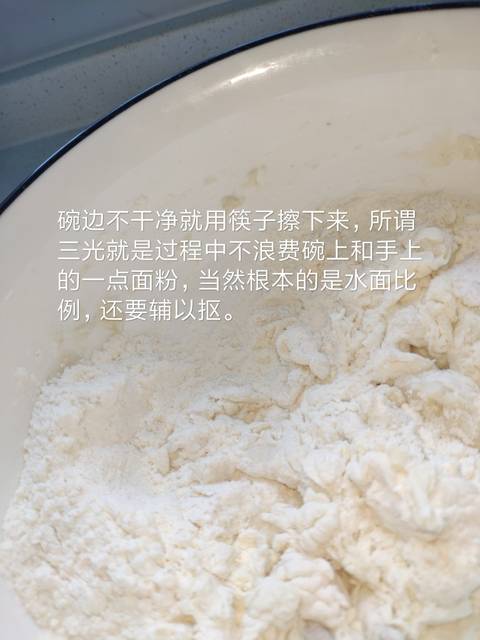 碗边不干净就用筷子擦下来，所谓
三光就是过程中不浪费碗上和手上
的一点面粉，当然根本的是水面比
例，还要辅以抠。